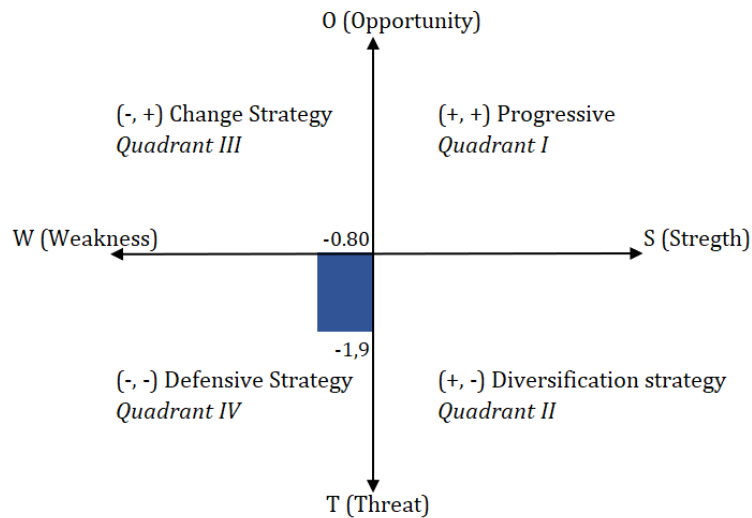 O (Opportunity)
(-, +) Change Strategy
Quadrant III
(+, +) Progressive
Quadrant I
W (Weakness)
-0.80
S (Stregth)
-1,9
(-, -) Defensive Strategy
Quadrant IV
(+, -) Diversification strategy
Quadrant II
T (Threat)